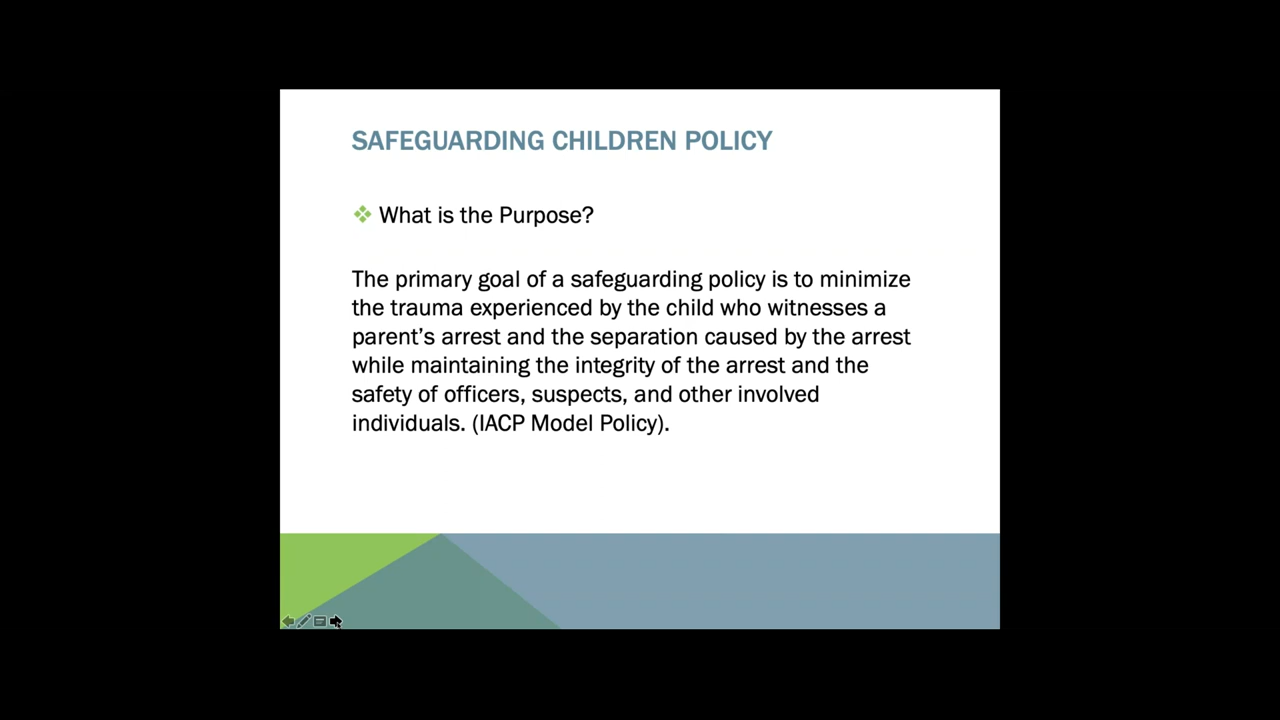 SAFEGUARDING CHILDREN POLICY
What is the Purpose?
The primary goal of a safeguarding policy is to minimize
the trauma experienced by the child who witnesses a
parent’s arrest and the separation caused by the arrest
while maintaining the integrity of the arrest and the
safety of officers, suspects, and other involved
individuals. (IACP Model Policy).